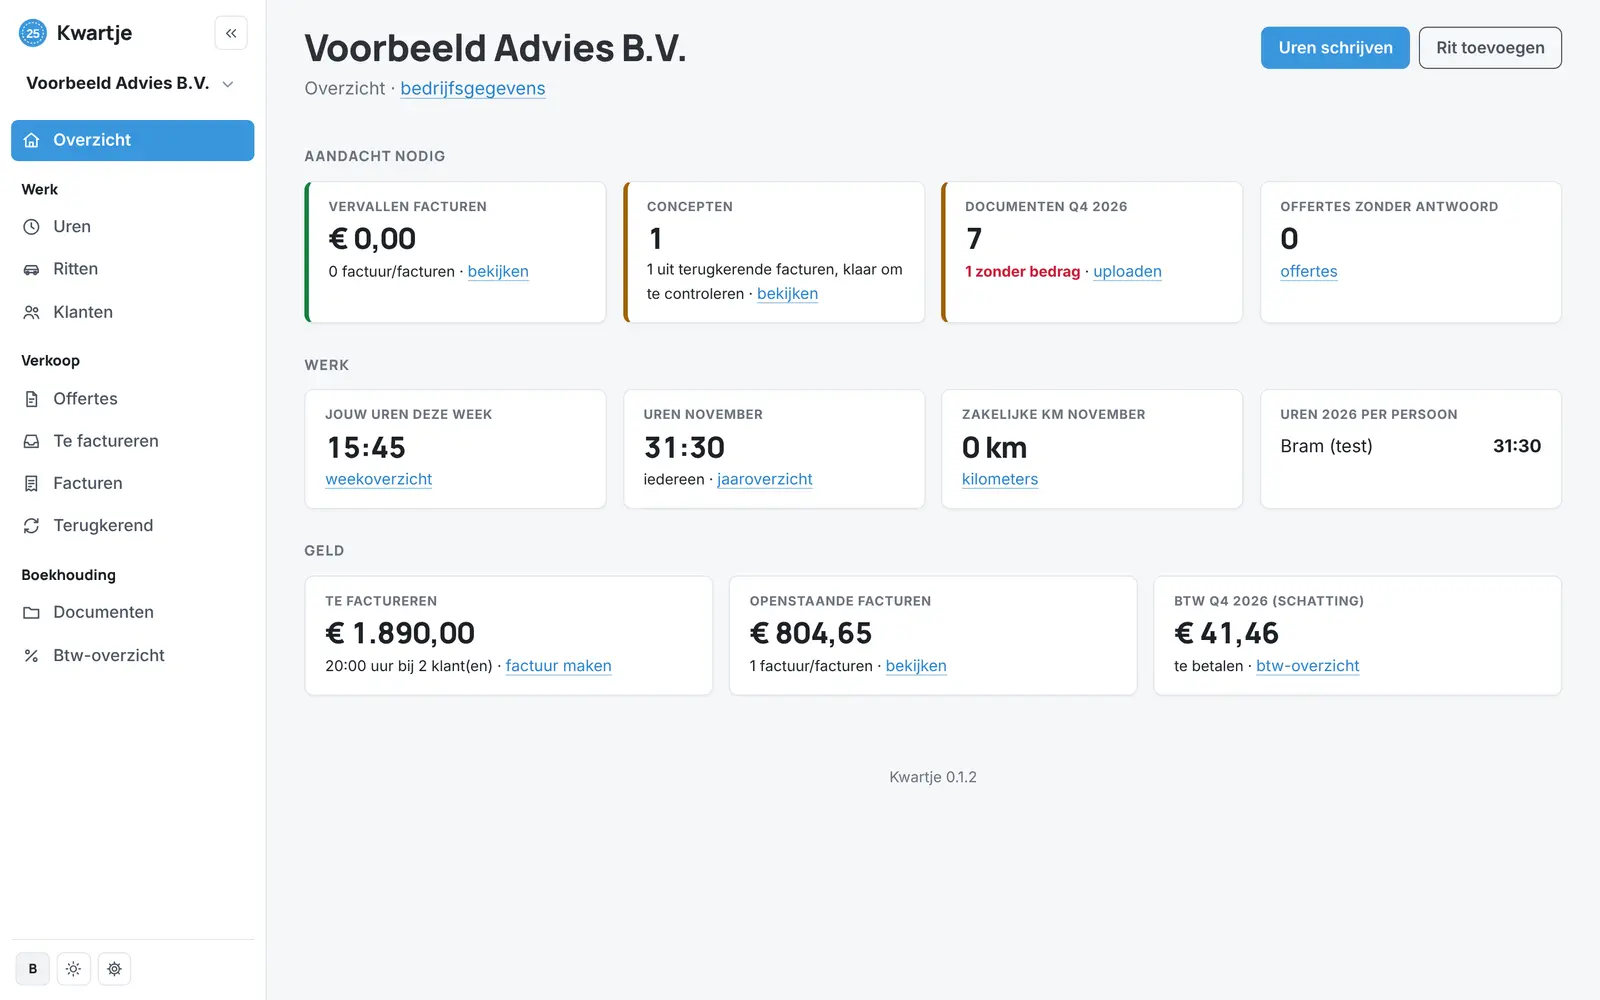 25 Kwartje
Voorbeeld Advies B.V.
Overzicht
Werk
Uren
Ritten
Klanten
Verkoop
Offertes
Te factureren
Facturen
Terugkerend
Boekhouding
Documenten
Btw-overzicht
B
Voorbeeld Advies B.V.
Overzicht · bedrijfsgegevens
Uren schrijven
Rit toevoegen
AANDACHT NODIG
VERVALLEN FACTUREN
€ 0,00
0 factuur/facturen · bekijken
CONCEPTEN
1
1 uit terugkerende facturen, klaar om
te controleren · bekijken
DOCUMENTEN Q4 2026
7
1 zonder bedrag · uploaden
OFFERTES ZONDER ANTWOORD
0
offertes
WERK
JOUW UREN DEZE WEEK
15:45
weekoverzicht
UREN NOVEMBER
31:30
iedereen · jaaroverzicht
ZAKELIJKE KM NOVEMBER
0 km
kilometers
UREN 2026 PER PERSOON
Bram (test) 31:30
GELD
TE FACTUREREN
€ 1.890,00
20:00 uur bij 2 klant(en) · factuur maken
OPENSTAANDE FACTUREN
€ 804,65
1 factuur/facturen · bekijken
BTW Q4 2026 (SCHATTING)
€ 41,46
te betalen · btw-overzicht
Kwartje 0.1.2